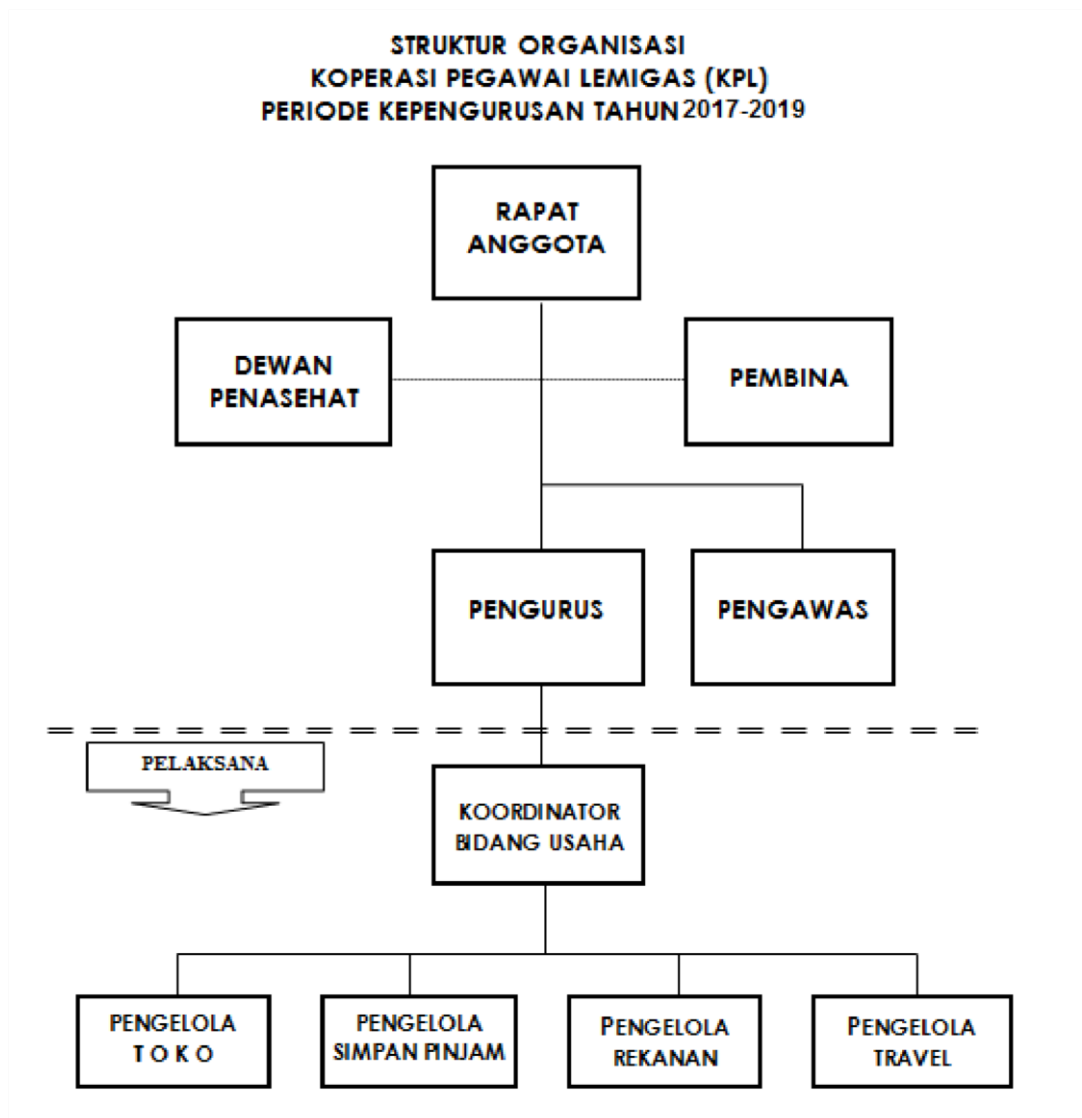 STRUKTUR ORGANISASI
KOPERASI PEGAWAI LEMIGAS (KPL)
PERIODE KEPENGURUSAN TAHUN 2017-2019
RAPAT
ANGGOTA
DEWAN
PENASEHAT
PEMBINA
PENGURUS
PENGAWAS
PELAKSANA
KOORDINATOR
BIDANG USAHA
PENGELOLA
T O K O
PENGELOLA
SIMPAN PINJAM
PENGELOLA
REKANAN
PENGELOLA
TRAVEL